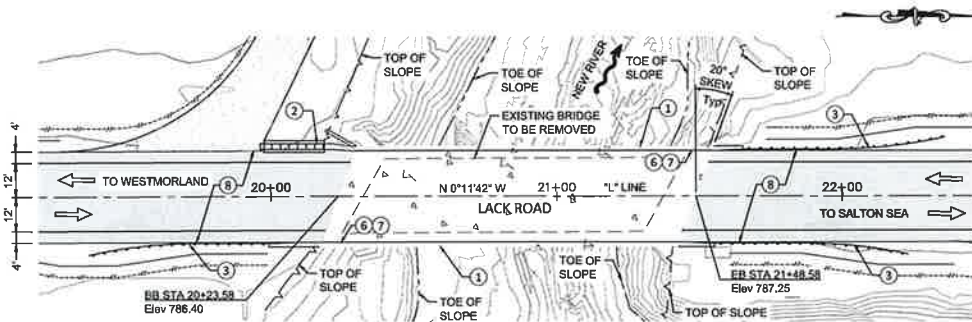 TOP OF
SLOPE
TOE OF
SLOPE
NEW RIVER
TOE OF
SLOPE
20°
SKEW
Typ
TOP OF
SLOPE
2
EXISTING BRIDGE
TO BE REMOVED
1
3
4'
12'
12'
4'
TO WESTMORLAND
8
20+00
6 7
N 0°11'42" W
21+00
"L" LINE
8
22+00
LACK ROAD
TO SALTON SEA
6 7
3
TOP OF
SLOPE
BB STA 20+23.58
Elev 786.40
TOE OF
SLOPE
1
TOE OF
SLOPE
TOP OF SLOPE
EB STA 21+48.58
Elev 787.25
3